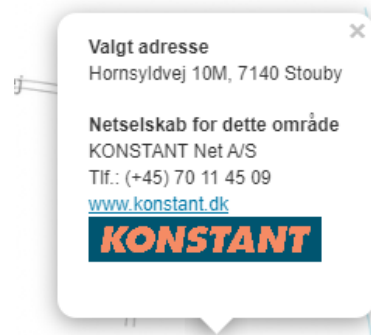 Valgt adresse
Hornsyldvej 10M, 7140 Stouby
Netselskab for dette område
KONSTANT Net A/S
Tlf.: (+45) 70 11 45 09
www.konstant.dk
KONSTANT